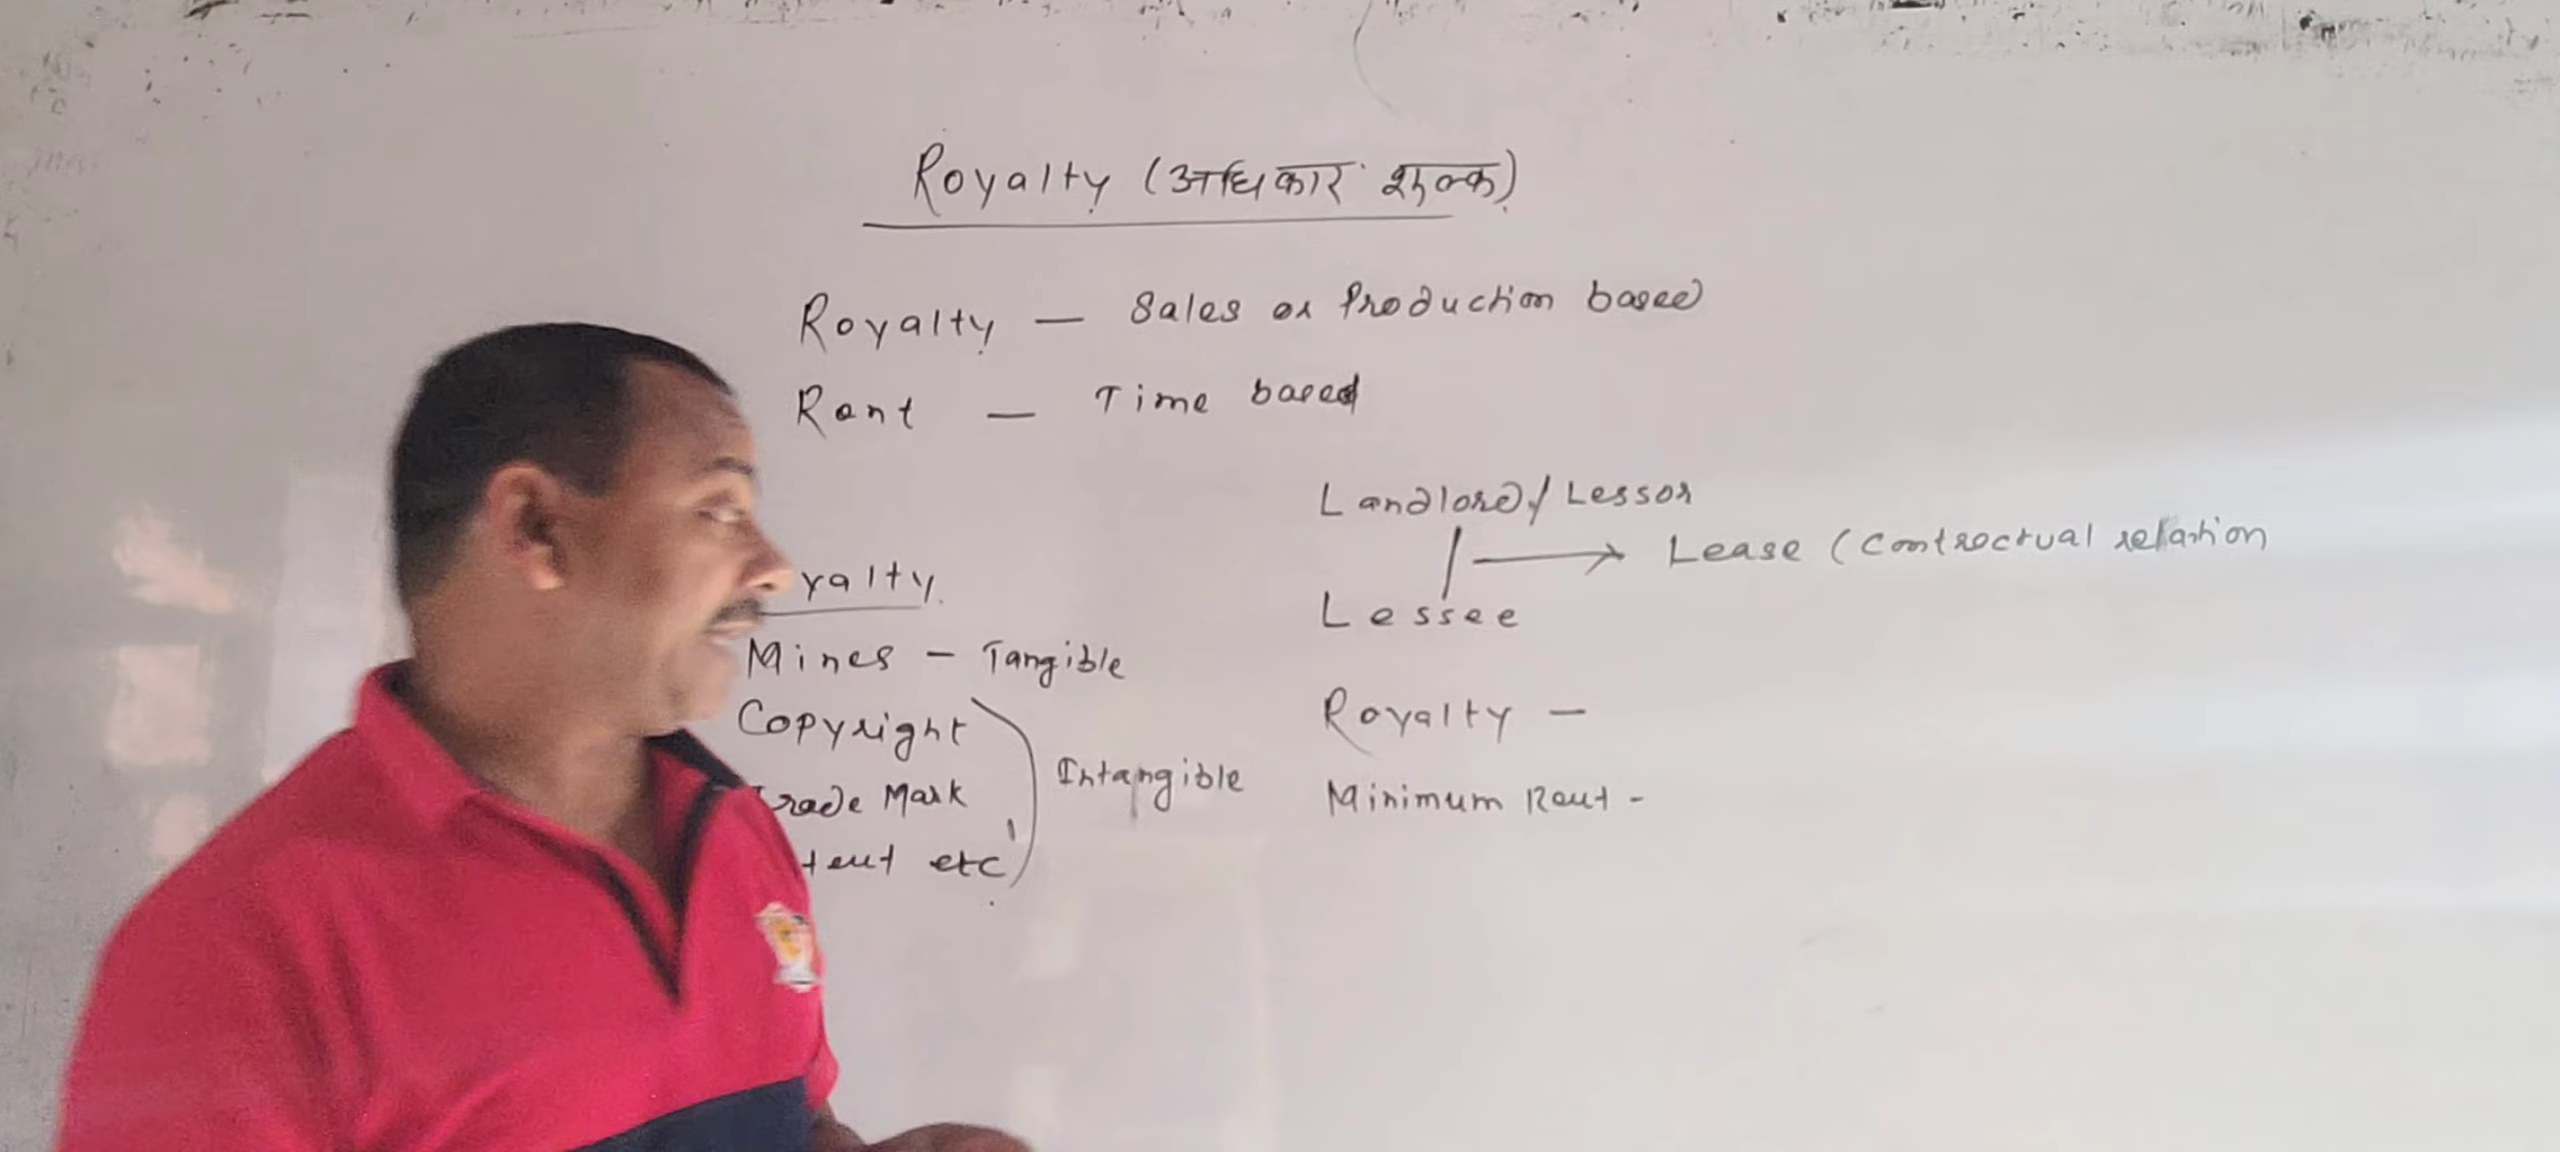 Royalty (अधिकार शुल्क)
Royalty — Sales or Production based
Rent — Time based
Landlord/Lessor
Lease (Contractual relation
Lessee
yalty
Mines - Tangible
Copyright
Trade Mark
tent etc
Intangible
Royalty -
Minimum Rent -